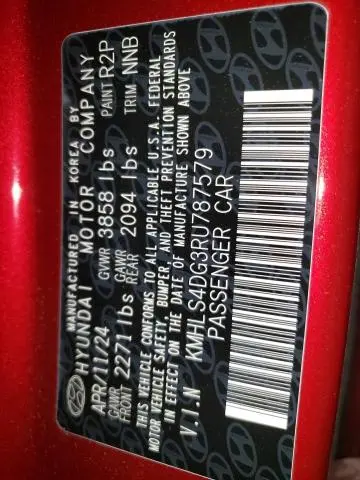 MANUFACTURED IN KOREA BY
HYUNDAI MOTOR COMPANY
APR/11/24 GVWR 3858 lbs PAINT R2P
GAWR FRONT 2271 lbs GAWR REAR 2094 lbs TRIM NNB
THIS VEHICLE CONFORMS TO ALL APPLICABLE U.S.A. FEDERAL
MOTOR VEHICLE SAFETY, BUMPER, AND THEFT PREVENTION STANDARDS
IN EFFECT ON THE DATE OF MANUFACTURE SHOWN ABOVE
V.I.N KMHLS4DG3RU787579
PASSENGER CAR